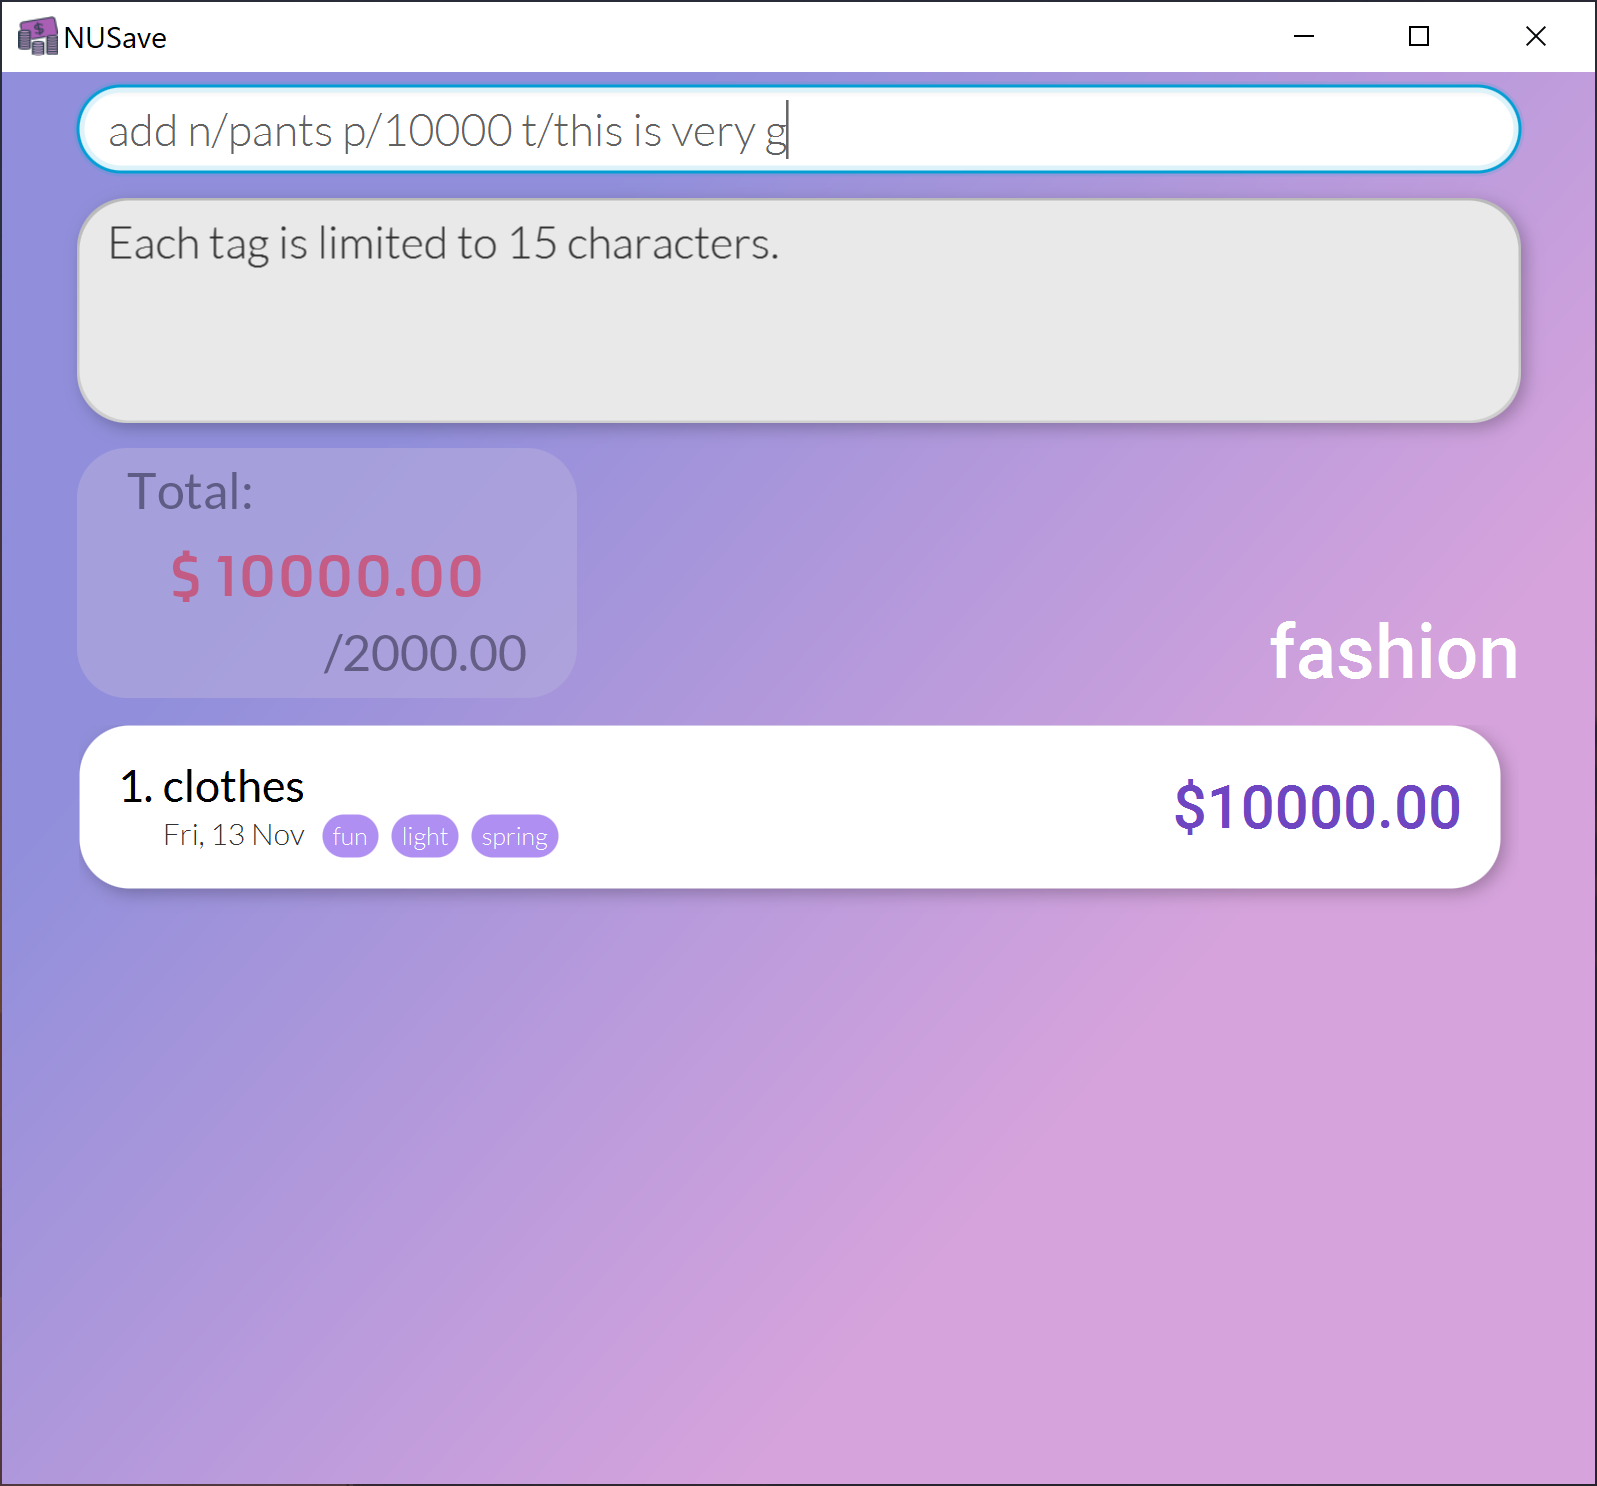 NUSave
add n/pants p/10000 t/this is very g
Each tag is limited to 15 characters.
Total:
$ 10000.00
/2000.00
fashion
1. clothes
$10000.00
Fri, 13 Nov fun light spring